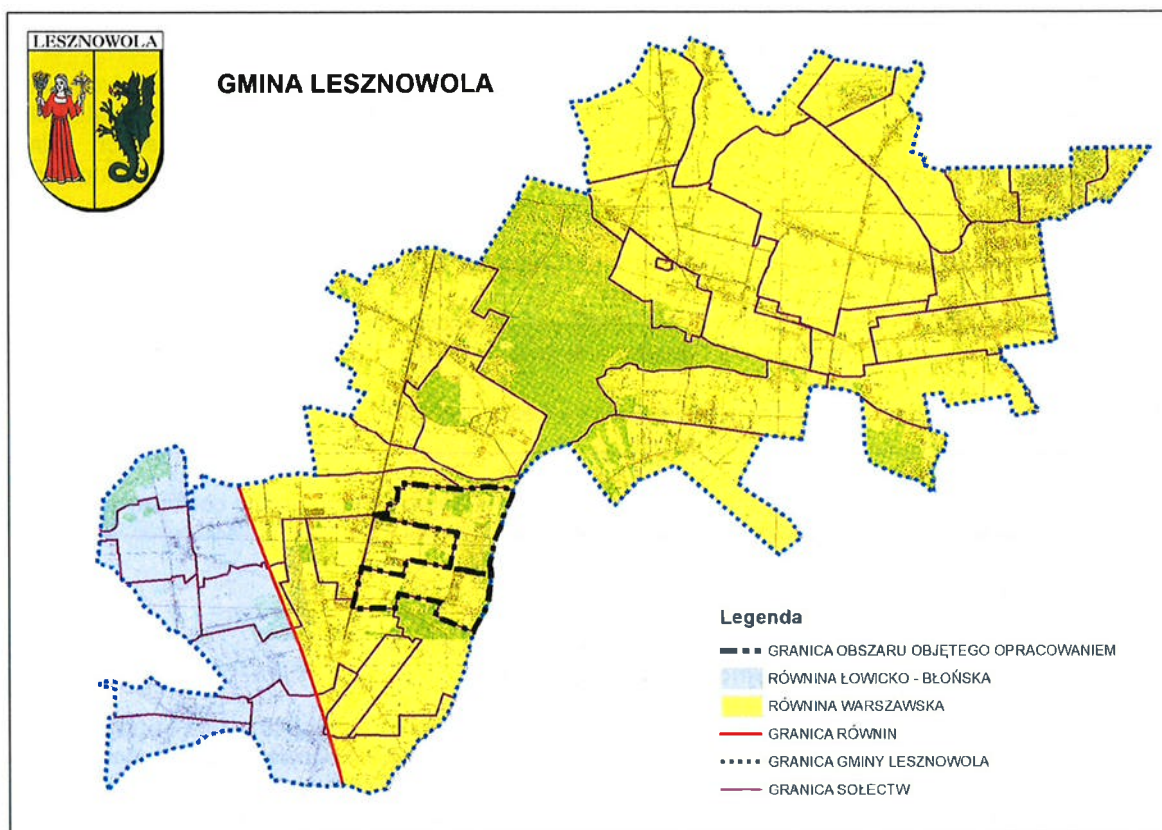 LESZNOWOLA
GMINA LESZNOWOLA
Legenda
GRANICA OBSZARU OBJĘTEGO OPRACOWANIEM
RÓWNINA ŁOWICKO - BŁOŃSKA
RÓWNINA WARSZAWSKA
GRANICA RÓWNIN
GRANICA GMINY LESZNOWOLA
GRANICA SOŁECTW